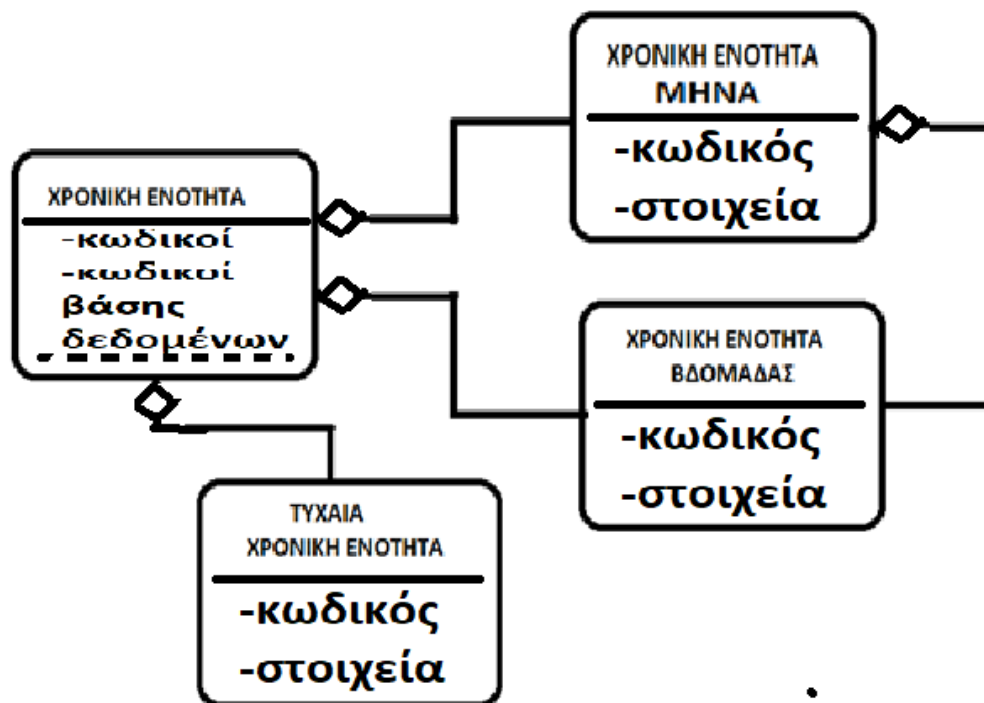 ΧΡΟΝΙΚΗ ΕΝΟΤΗΤΑ
ΜΗΝΑ
-κωδικός
-στοιχεία
ΧΡΟΝΙΚΗ ΕΝΟΤΗΤΑ
-κωδικοί
-κωδικοί
βάσης
δεδομένων
ΧΡΟΝΙΚΗ ΕΝΟΤΗΤΑ
ΒΔΟΜΑΔΑΣ
-κωδικός
-στοιχεία
ΤΥΧΑΙΑ
ΧΡΟΝΙΚΗ ΕΝΟΤΗΤΑ
-κωδικός
-στοιχεία